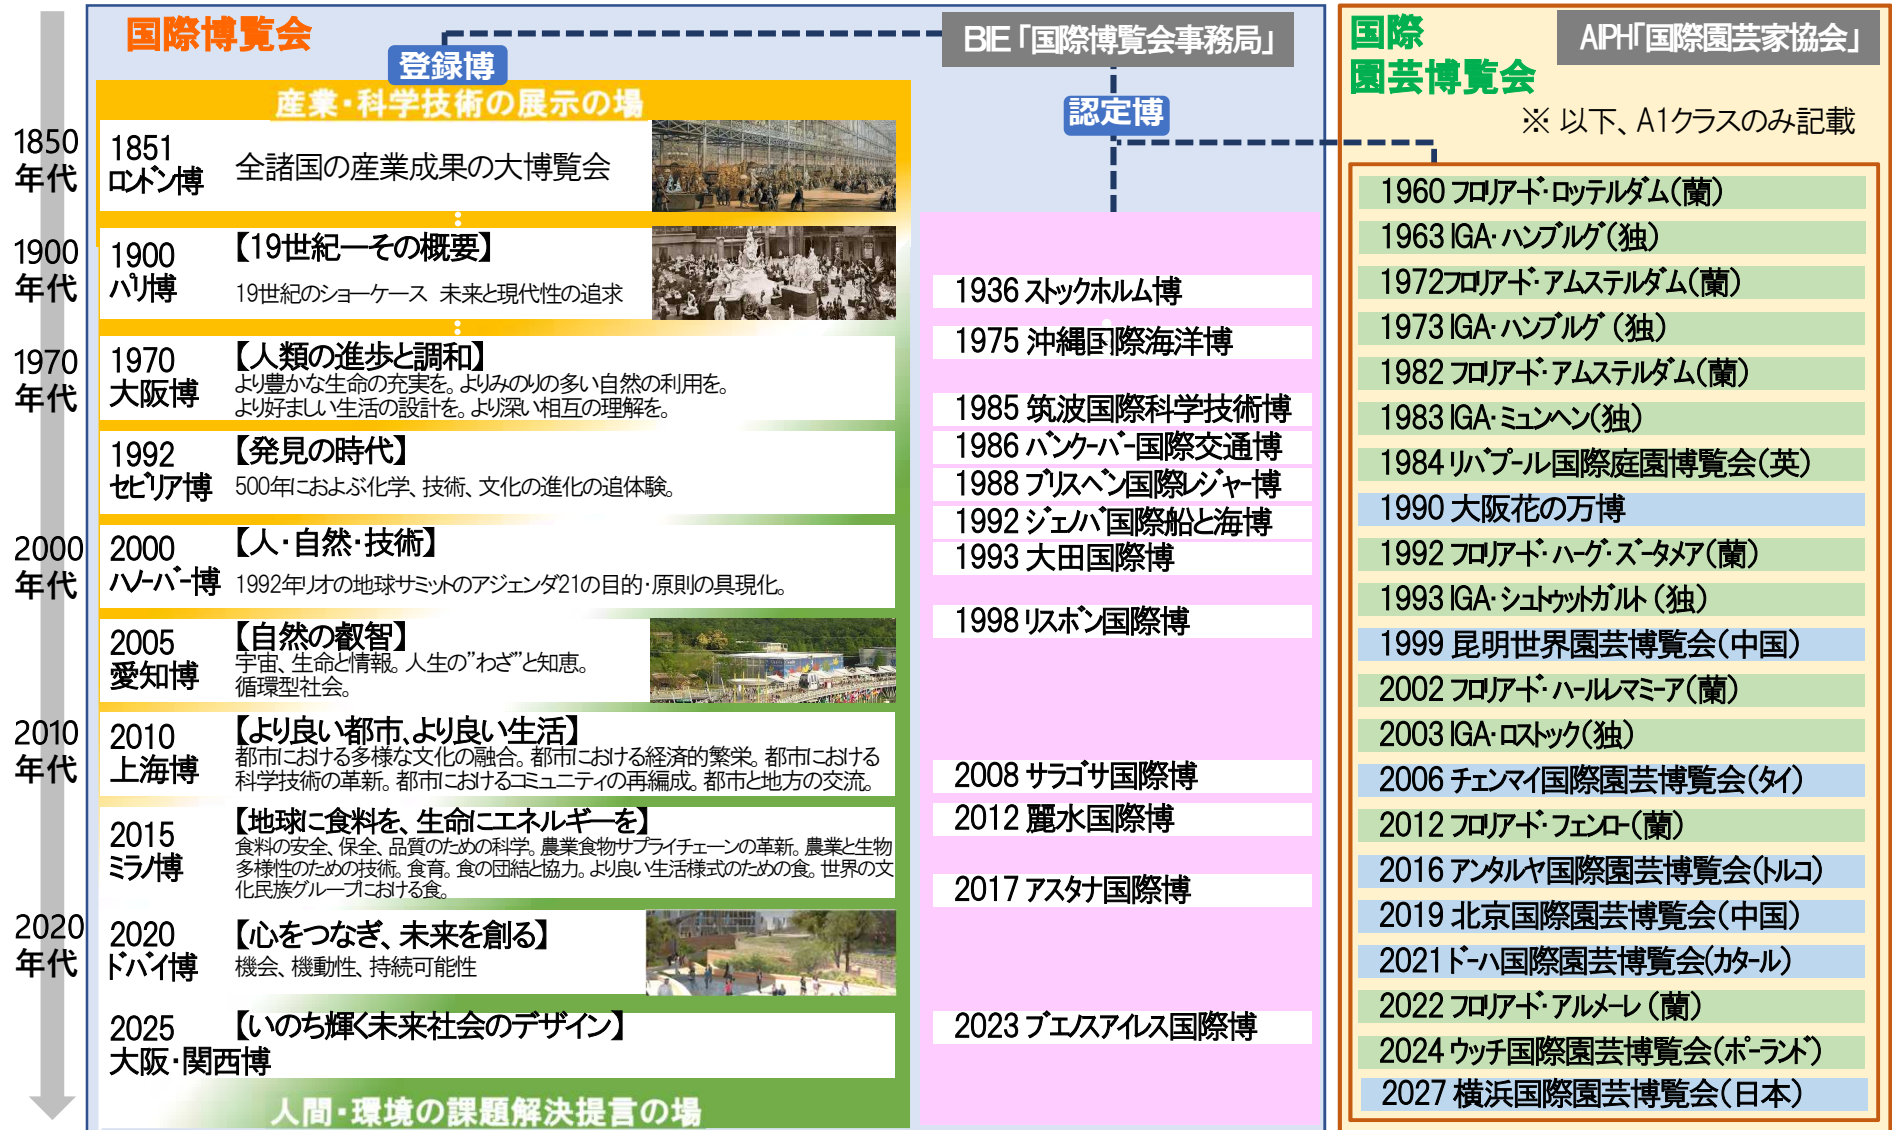 国際博覧会
BIE「国際博覧会事務局」
登録博
認定博
産業・科学技術の展示の場
1850
年代
1851
ロンドン博
全諸国の産業成果の大博覧会
1900
年代
1900
パリ博
【19世紀ーその概要】
19世紀のショーケース 未来と現代性の追求
1970
年代
1970
大阪博
【人類の進歩と調和】
より豊かな生命の充実を。よりみのりの多い自然の利用を。
より好ましい生活の設計を。より深い相互の理解を。
1992
セビリア博
【発見の時代】
500年におよぶ化学、技術、文化の進化の追体験。
2000
年代
2000
ハノーバー博
【人・自然・技術】
1992年リオの地球サミットのアジェンダ21の目的・原則の具現化。
2005
愛知博
【自然の叡智】
宇宙、生命と情報。人生の”わざ”と知恵。
循環型社会。
2010
年代
2010
上海博
【より良い都市、より良い生活】
都市における多様な文化の融合。都市における経済的繁栄。都市における
科学技術の革新。都市におけるコミュニティの再編成。都市と地方の交流。
2015
ミラノ博
【地球に食料を、生命にエネルギーを】
食料の安全、保全、品質のための科学。農業食物サプライチェーンの革新。農業と生物
多様性のための技術。食育。食の団結と協力。より良い生活様式のための食。世界の文
化民族グループにおける食。
2020
年代
2020
ドバイ博
【心をつなぎ、未来を創る】
機会、機動性、持続可能性
2025
大阪・関西博
【いのち輝く未来社会のデザイン】
人間・環境の課題解決提言の場
1936 ストックホルム博
1975 沖縄国際海洋博
1985 筑波国際科学技術博
1986 バンクーバー国際交通博
1988 ブリスベン国際レジャー博
1992 ジェノバ国際船と海博
1993 大田国際博
1998 リスボン国際博
2008 サラゴサ国際博
2012 麗水国際博
2017 アスタナ国際博
2023 ブエノスアイレス国際博
国際
園芸博覧会
AIPH「国際園芸家協会」
※ 以下、A1クラスのみ記載
1960 フロリアード・ロッテルダム（蘭）
1963 IGA・ハンブルグ（独）
1972フロリアード・アムステルダム（蘭）
1973 IGA・ハンブルグ（独）
1982 フロリアード・アムステルダム（蘭）
1983 IGA・ミュンヘン（独）
1984 リバプール国際庭園博覧会（英）
1990 大阪花の万博
1992 フロリアード・ハーグ・ズータメア（蘭）
1993 IGA・シュトゥットガルト（独）
1999 昆明世界園芸博覧会（中国）
2002 フロリアード・ハールレマミーア（蘭）
2003 IGA・ロストック（独）
2006 チェンマイ国際園芸博覧会（タイ）
2012 フロリアード・フェンロー（蘭）
2016 アンタルヤ国際園芸博覧会（トルコ）
2019 北京国際園芸博覧会（中国）
2021 ドーハ国際園芸博覧会（カタール）
2022 フロリアード・アルメーレ（蘭）
2024 ウッチ国際園芸博覧会（ポーランド）
2027 横浜国際園芸博覧会（日本）